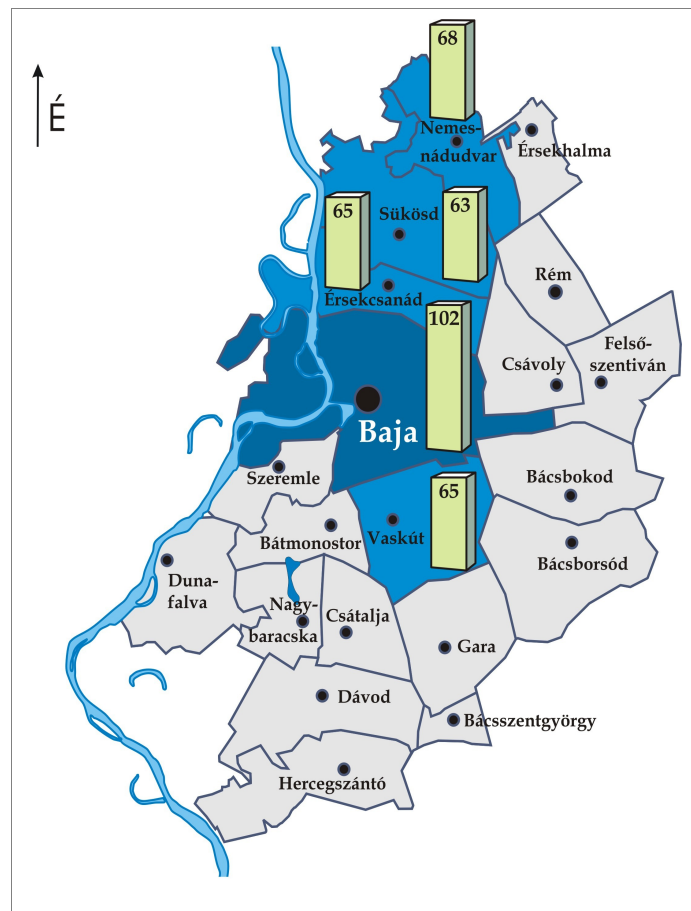 68
É
Nemes-
nádudvar
Érsekhalma
65
63
Sükösd
Rém
Érsekcsanád
102
Felső-
szentiván
Csávoly
Baja
Szeremle
Bácsbokod
65
Vaskút
Bátmonostor
Bácsborsód
Duna-
falva
Nagy-
baracska
Csátalja
Gara
Dávod
Bácsszentgyörgy
Hercegszántó